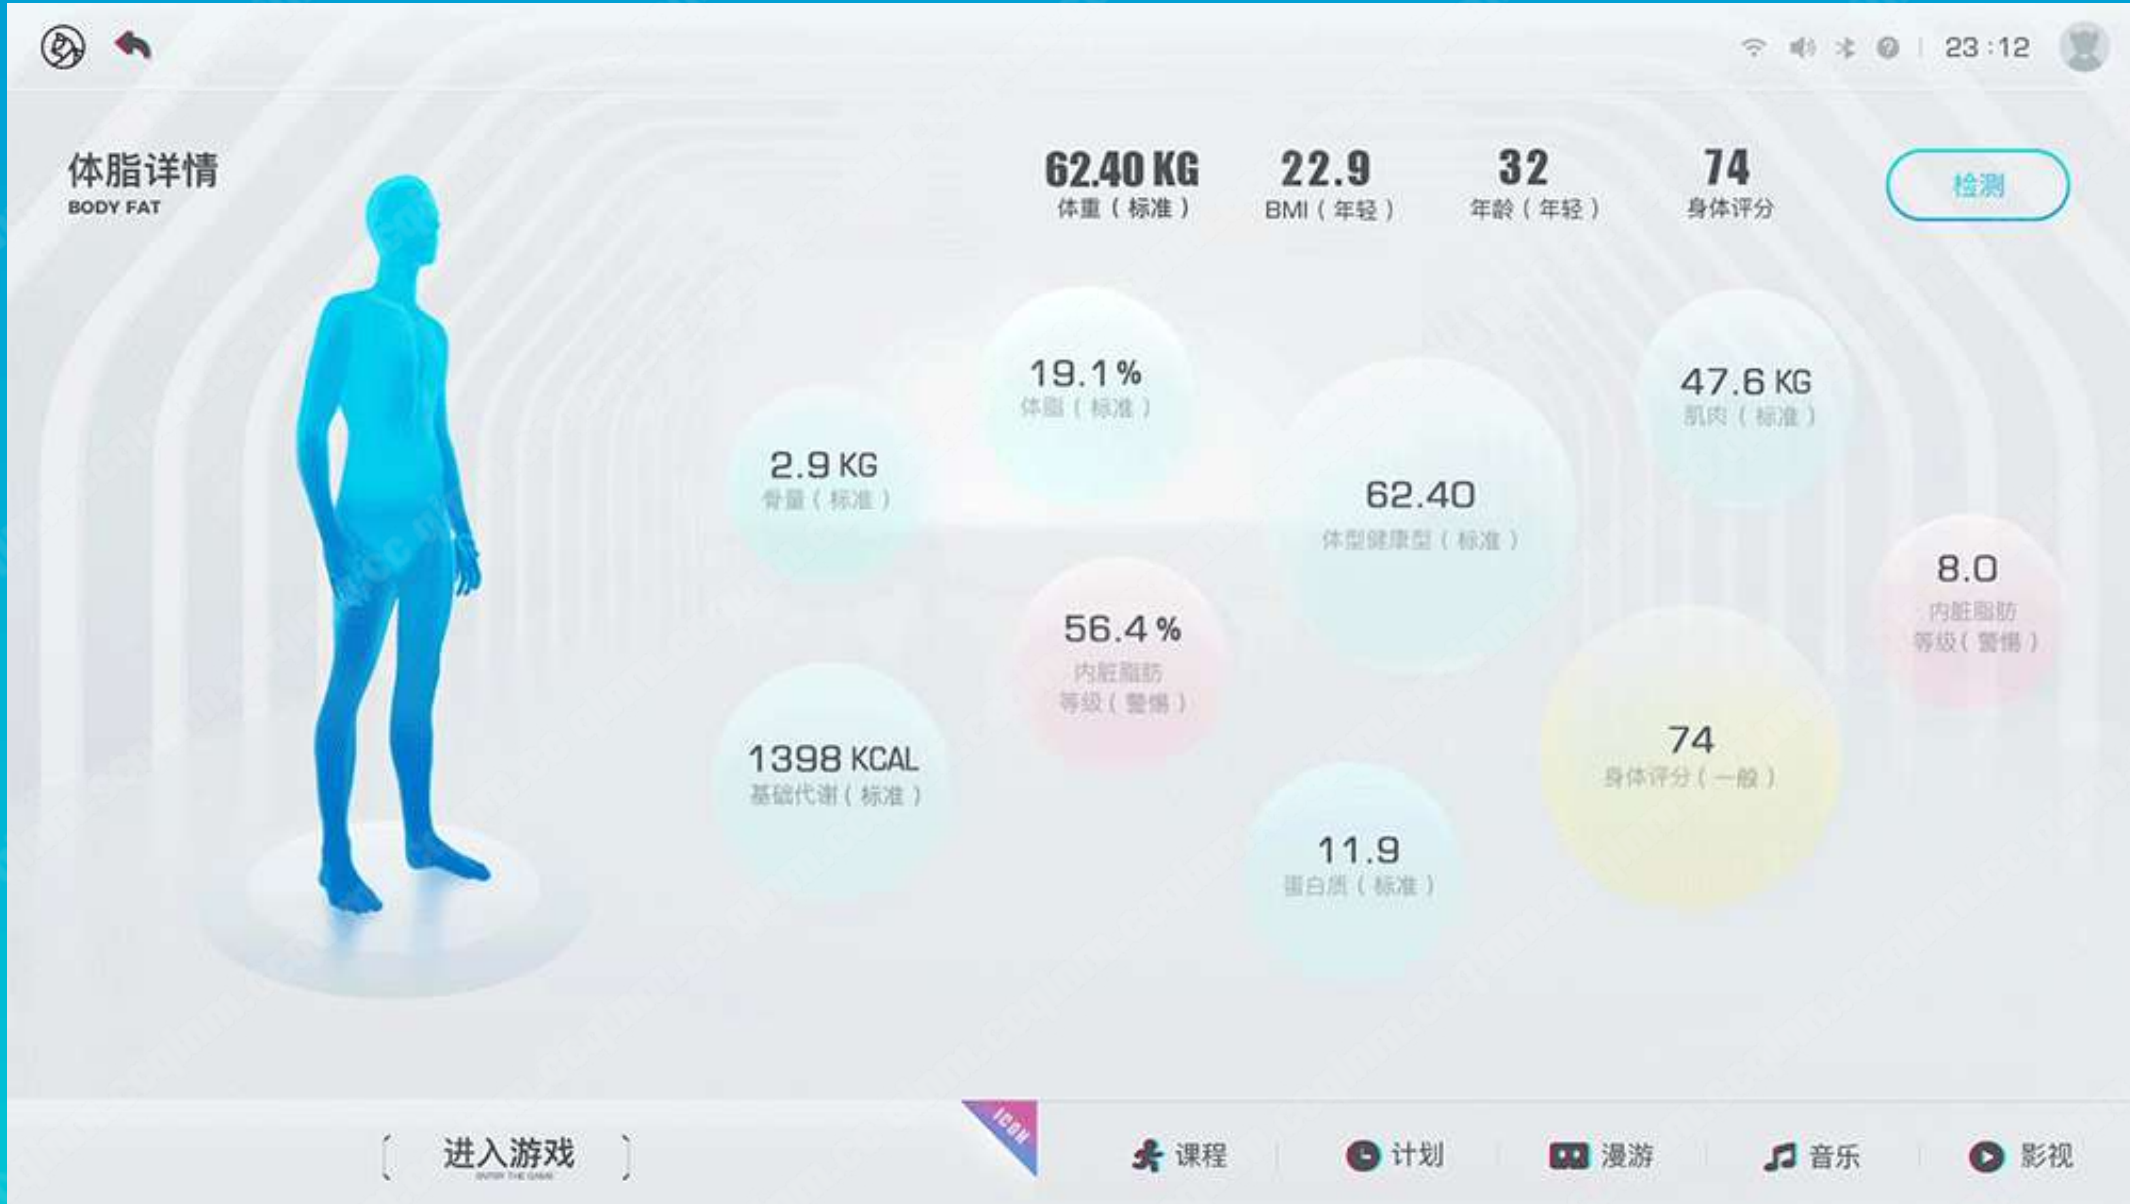 23:12
体脂详情
BODY FAT
62.40 KG
体重（标准）
22.9
BMI（年轻）
32
年龄（年轻）
74
身体评分
检测
19.1%
体脂（标准）
47.6 KG
肌肉（标准）
2.9 KG
骨量（标准）
62.40
体型健康型（标准）
8.0
内脏脂肪
等级（警惕）
56.4%
内脏脂肪
等级（警惕）
74
身体评分（一般）
1398 KCAL
基础代谢（标准）
11.9
蛋白质（标准）
进入游戏
ENTER THE GAME
ICON
课程
计划
漫游
音乐
影视